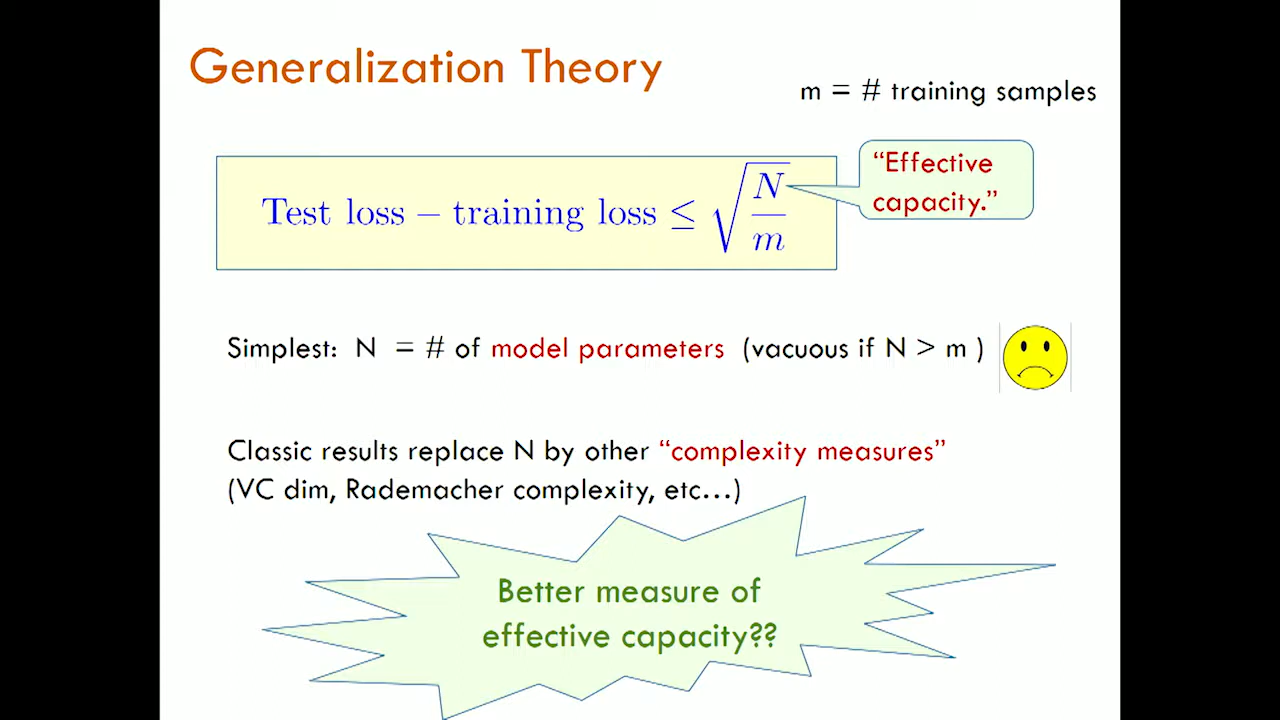 Generalization Theory
m = # training samples
"Effective
capacity."
Test loss – training loss ≤ √(N/m)
Simplest: N = # of model parameters (vacuous if N > m )
Classic results replace N by other "complexity measures"
(VC dim, Rademacher complexity, etc…)
Better measure of
effective capacity??